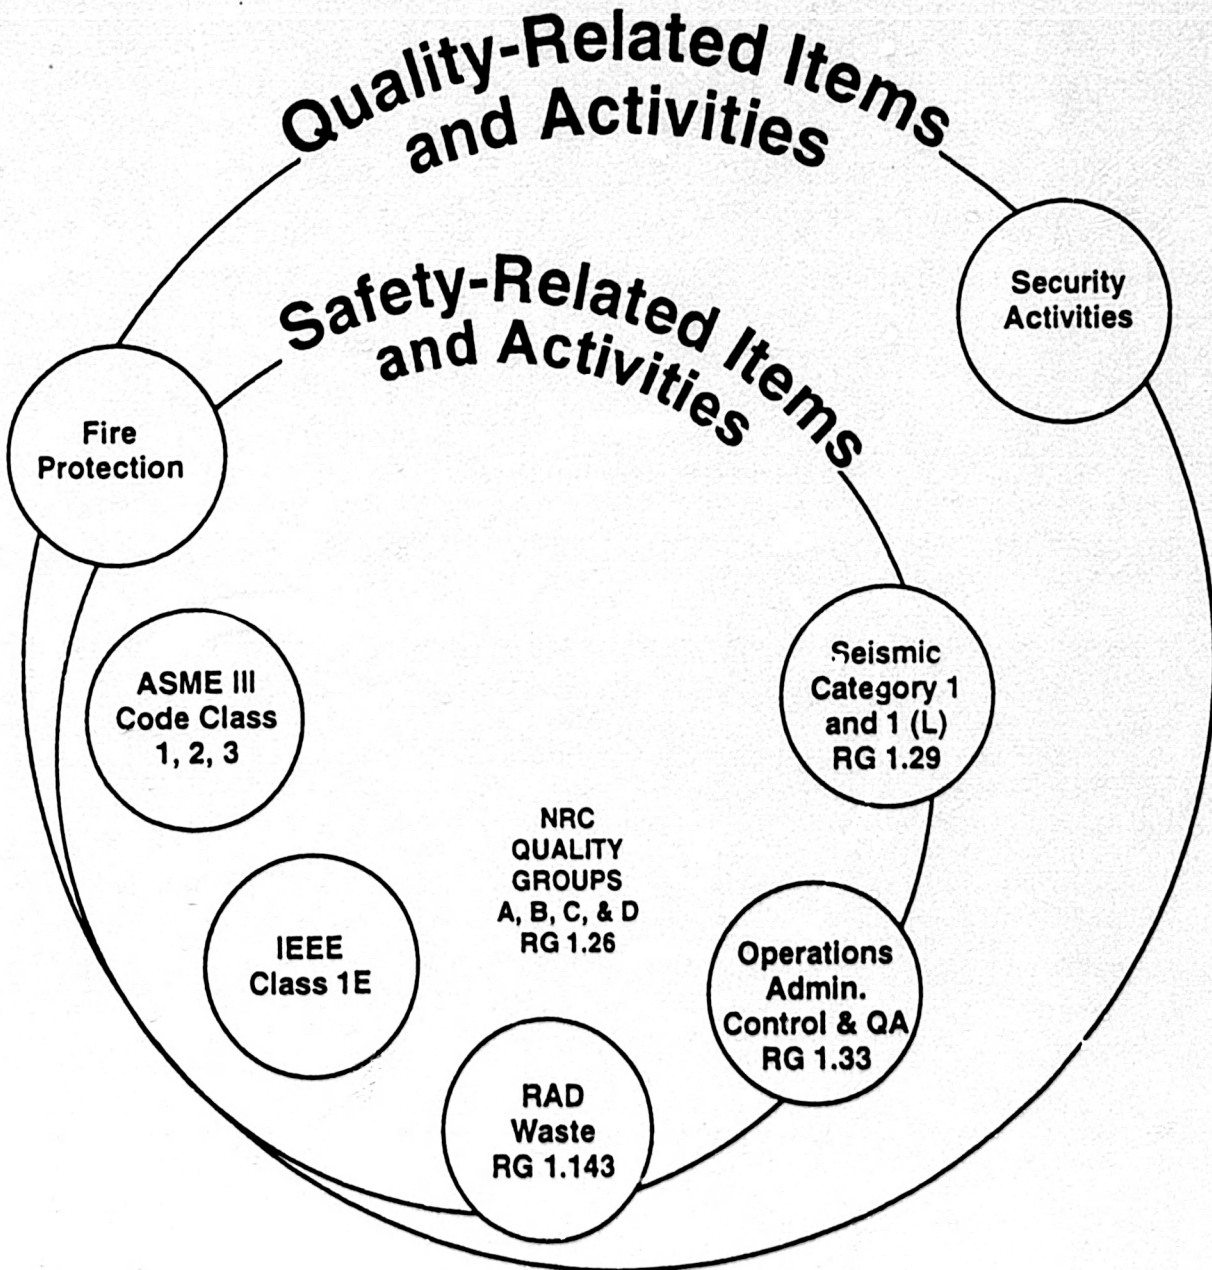 Quality-Related Items
and Activities
Safety-Related Items
and Activities
Security
Activities
Fire
Protection
ASME III
Code Class
1, 2, 3
Seismic
Category 1
and 1 (L)
RG 1.29
NRC
QUALITY
GROUPS
A, B, C, & D
RG 1.26
IEEE
Class 1E
Operations
Admin.
Control & QA
RG 1.33
RAD
Waste
RG 1.143